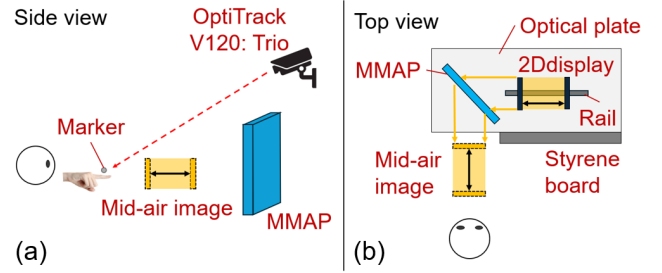 Side view
OptiTrack
V120: Trio
Marker
Mid-air image
MMAP
(a)
Top view
Optical plate
MMAP
2Ddisplay
Rail
Mid-air
image
Styrene
board
(b)